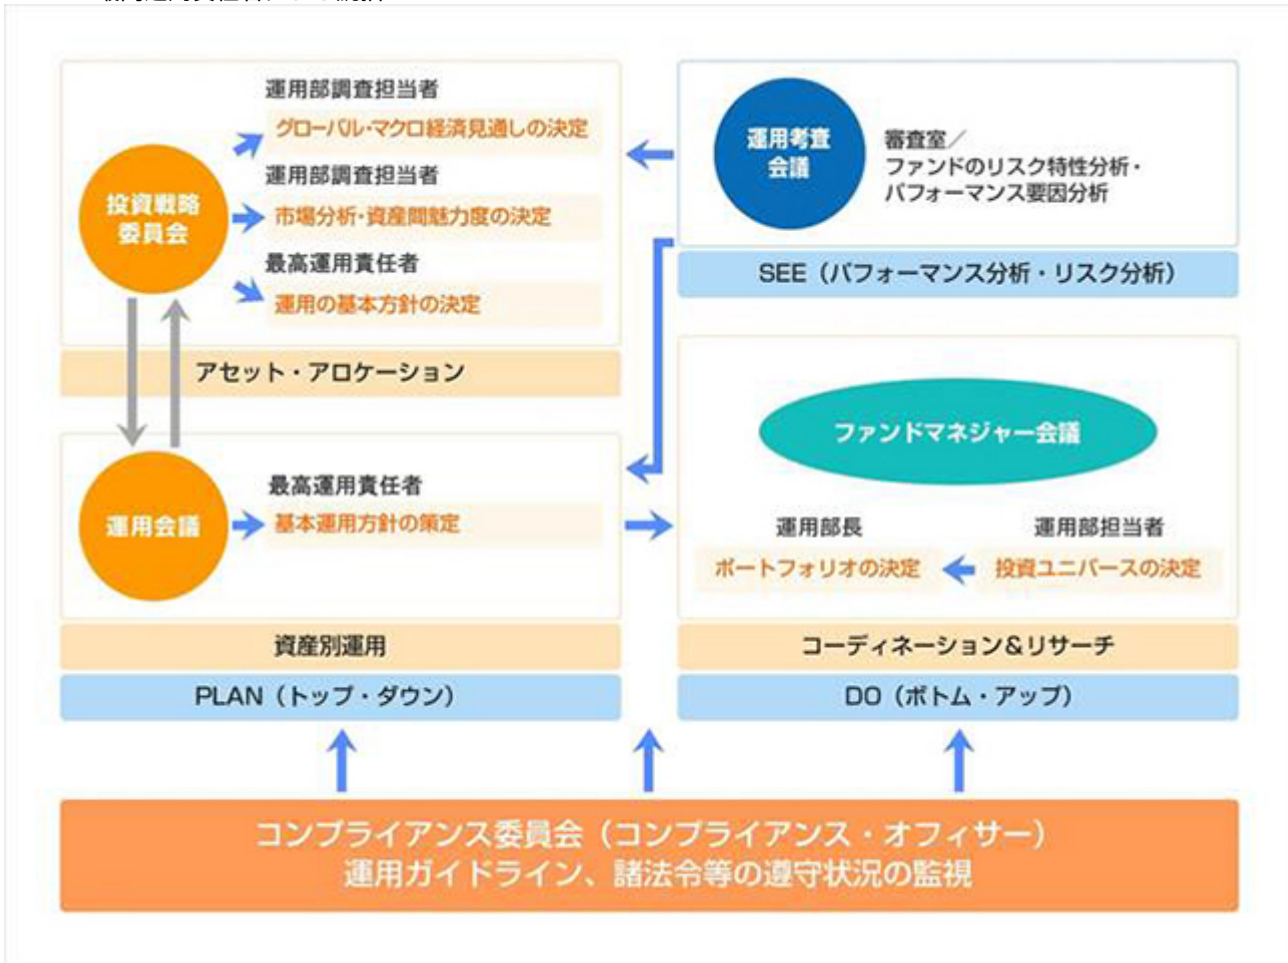 運用部調査担当者
グローバル・マクロ経済見通しの決定
投資戦略
委員会
運用部調査担当者
市場分析・資産間魅力度の決定
最高運用責任者
運用の基本方針の決定
アセット・アロケーション
運用考査
会議
審査室／
ファンドのリスク特性分析・
パフォーマンス要因分析
SEE（パフォーマンス分析・リスク分析）
運用会議
最高運用責任者
基本運用方針の策定
資産別運用
PLAN（トップ・ダウン）
ファンドマネジャー会議
運用部長
ポートフォリオの決定
運用部担当者
投資ユニバースの決定
コーディネーション＆リサーチ
DO（ボトム・アップ）
コンプライアンス委員会（コンプライアンス・オフィサー）
運用ガイドライン、諸法令等の遵守状況の監視